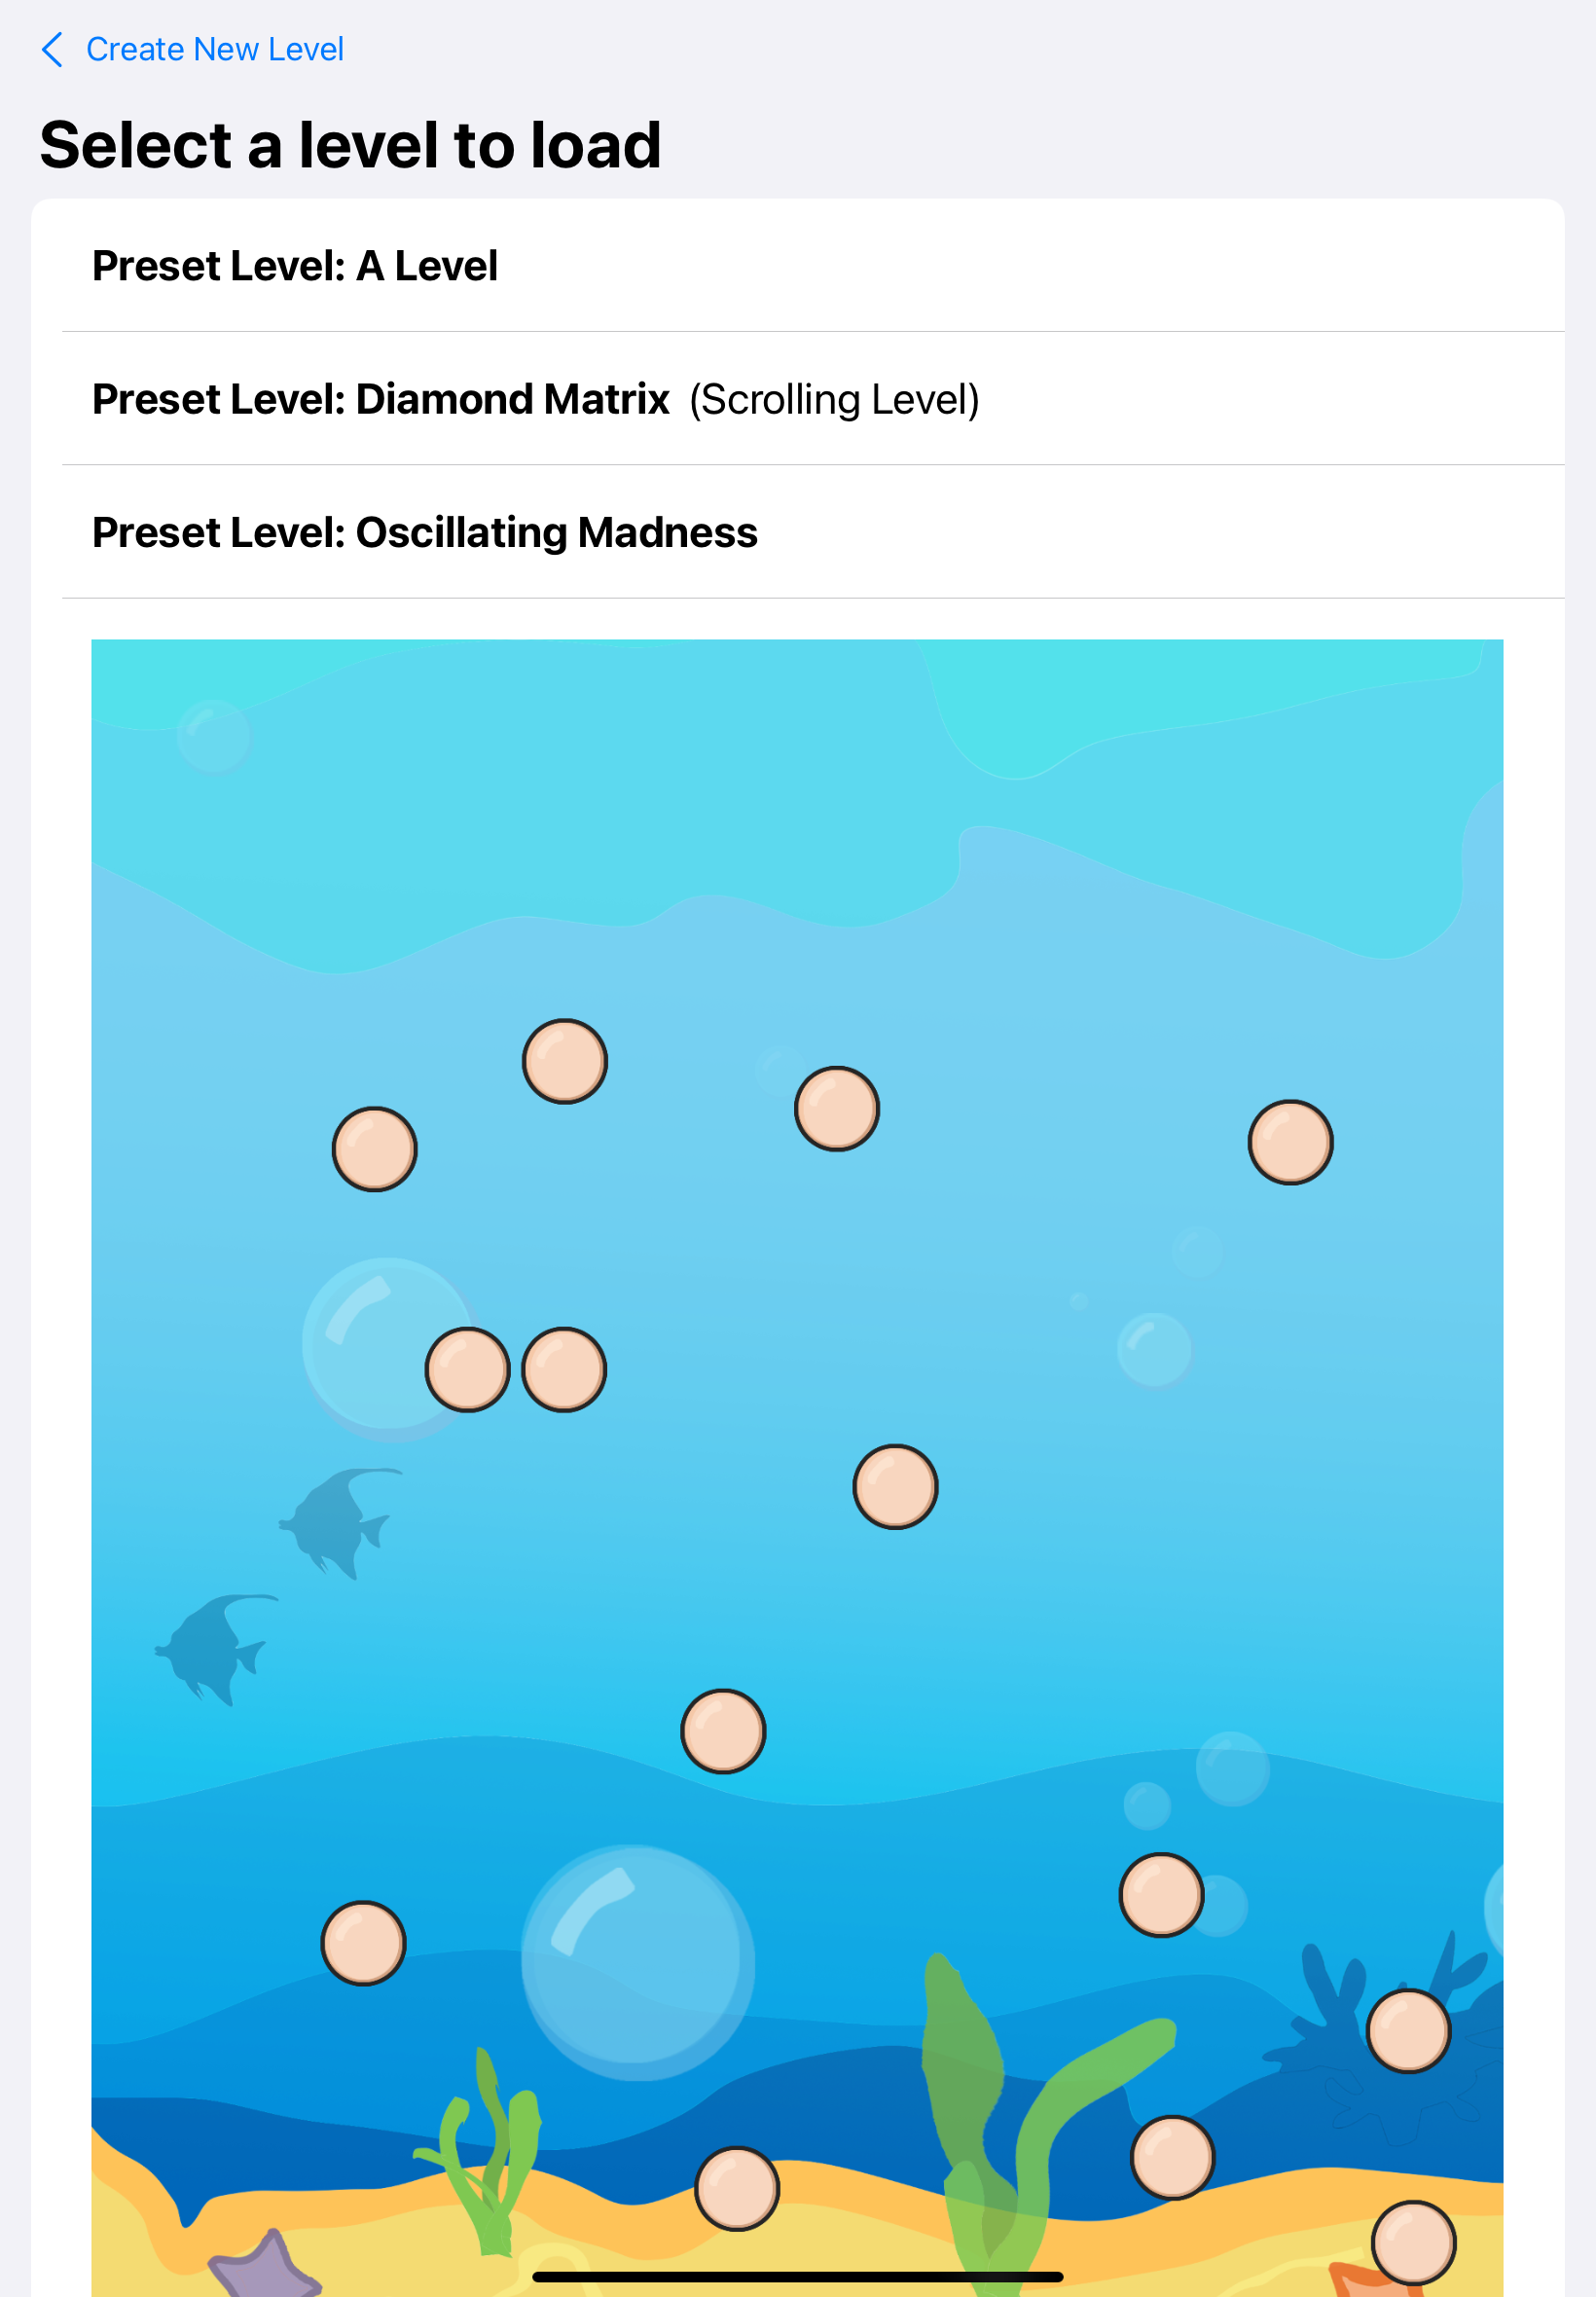 Create New Level
Select a level to load
Preset Level: A Level
Preset Level: Diamond Matrix (Scrolling Level)
Preset Level: Oscillating Madness